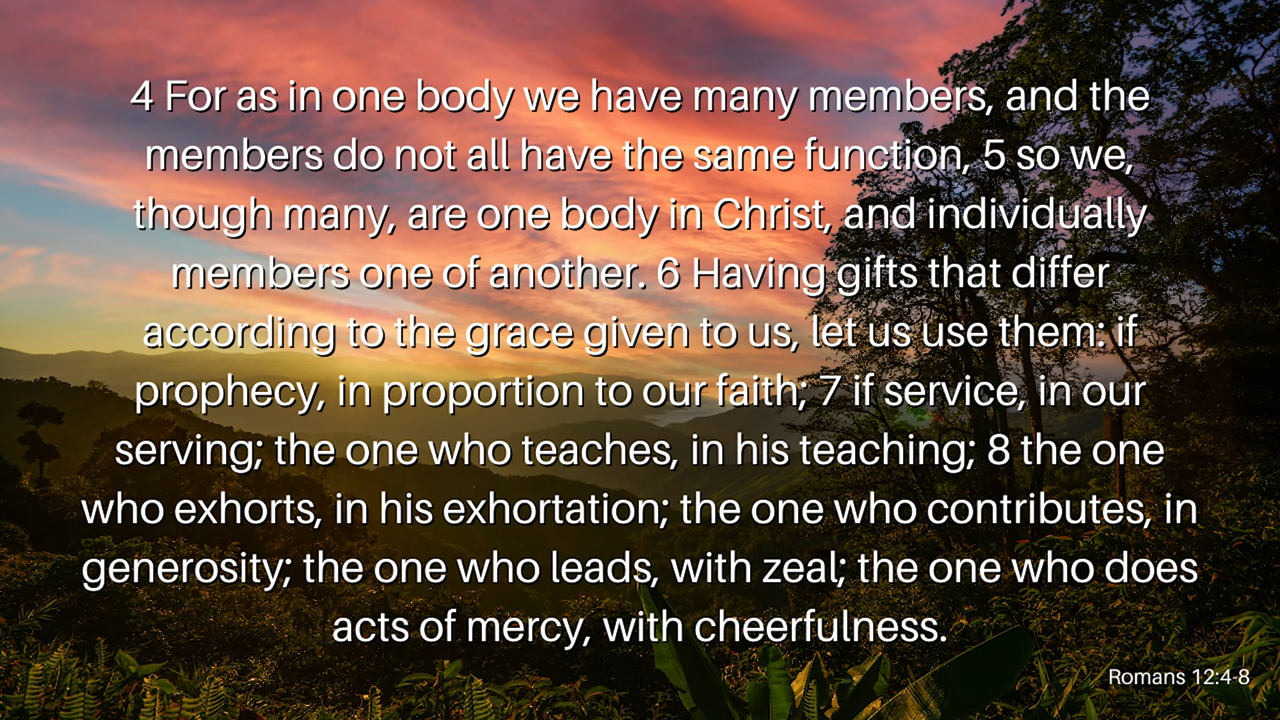 4 For as in one body we have many members, and the
members do not all have the same function, 5 so we,
though many, are one body in Christ, and individually
members one of another. 6 Having gifts that differ
according to the grace given to us, let us use them: if
prophecy, in proportion to our faith; 7 if service, in our
serving; the one who teaches, in his teaching; 8 the one
who exhorts, in his exhortation; the one who contributes, in
generosity; the one who leads, with zeal; the one who does
acts of mercy, with cheerfulness.
Romans 12:4-8